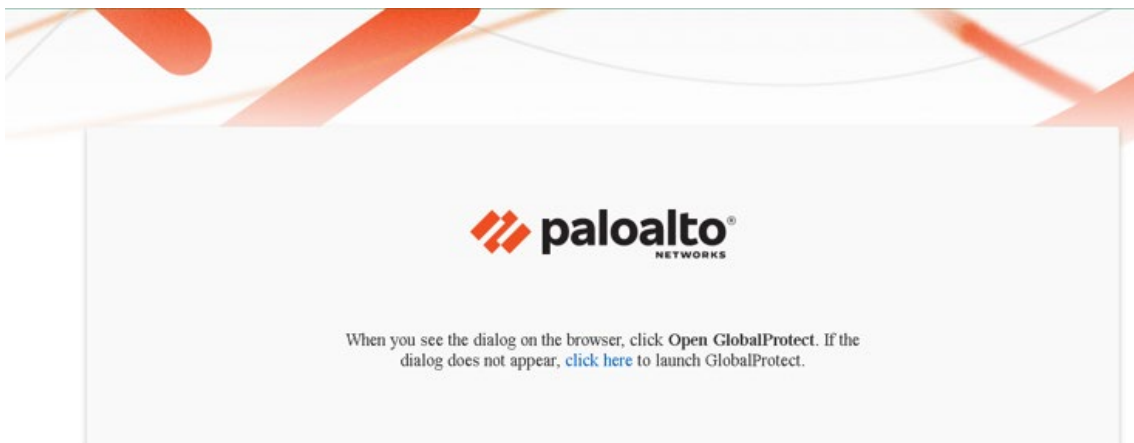 paloalto®
NETWORKS
When you see the dialog on the browser, click Open GlobalProtect. If the
dialog does not appear, click here to launch GlobalProtect.